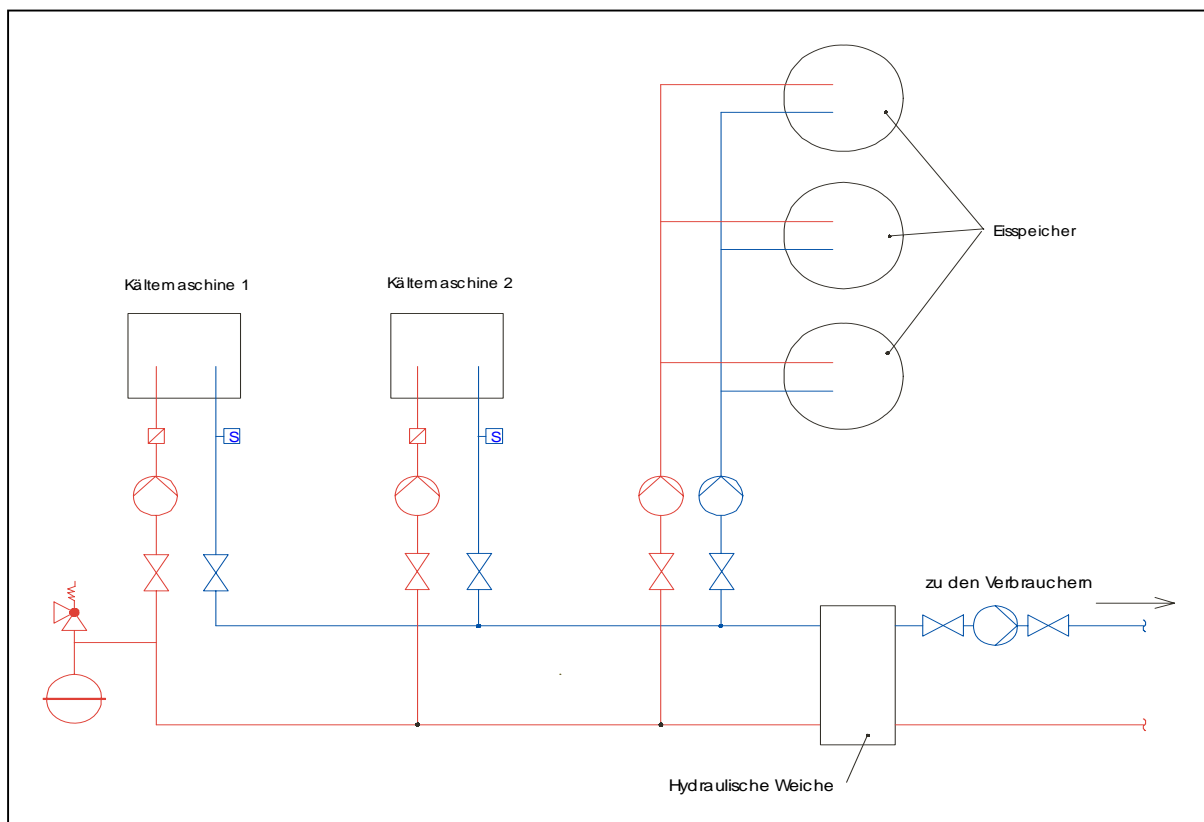 Eisspeicher
Kältemaschine 1
Kältemaschine 2
S
S
zu den Verbrauchern
Hydraulische Weiche